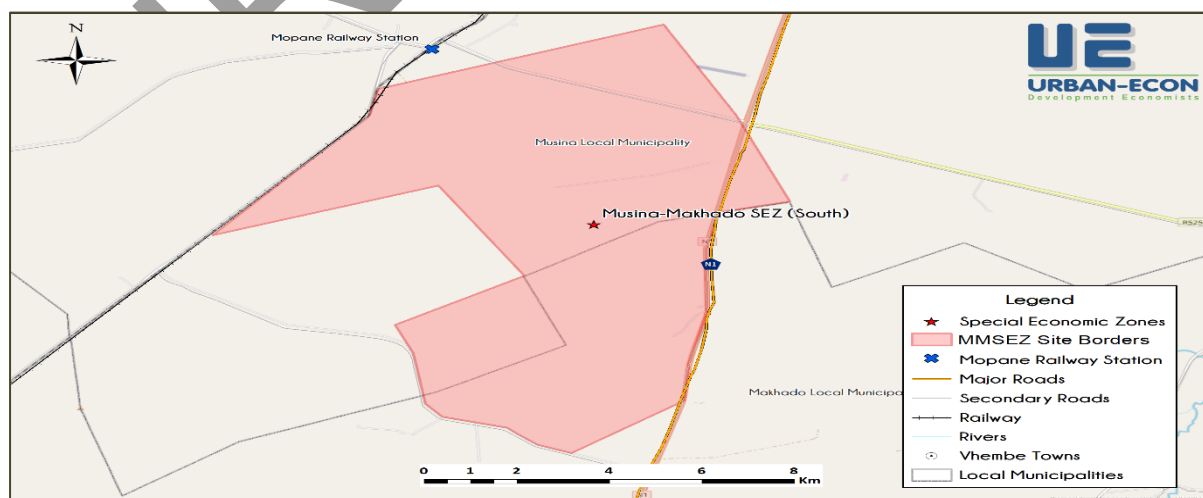 N
Mopane Railway Station
UE
URBAN-ECON
Development Economists
Musina Local Municipality
Musina-Makhado SEZ (South)
R525
N1
Makhado Local Municipa
Legend
Special Economic Zones
MMSEZ Site Borders
Mopane Railway Station
Major Roads
Secondary Roads
Railway
Rivers
Vhembe Towns
Local Municipalities
0 1 2 4 6 8
Km